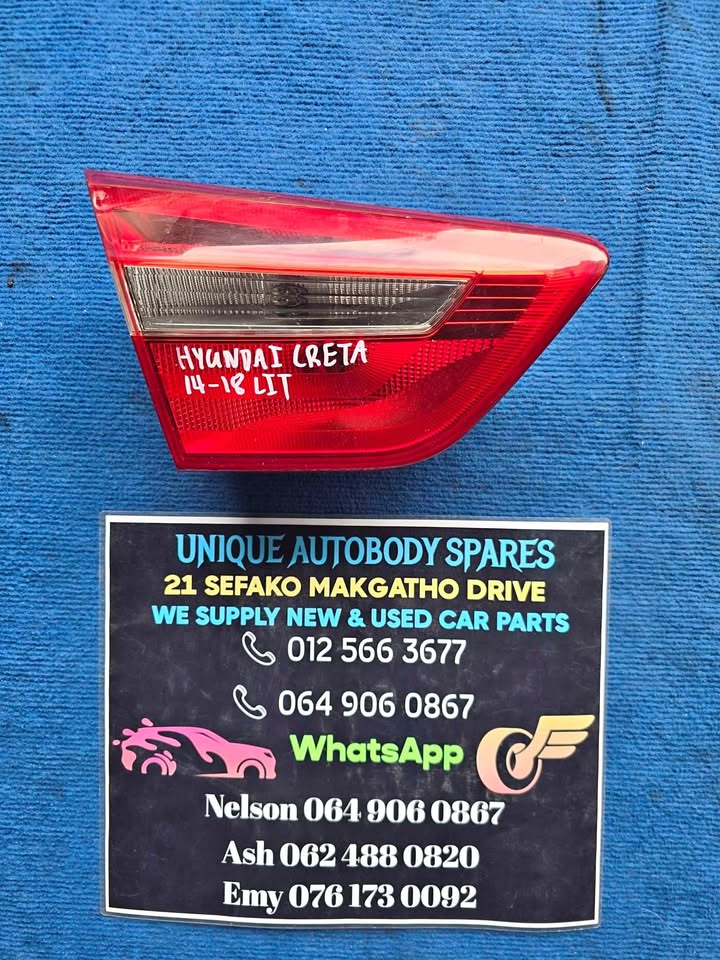 HYUNDAI CRETA
14-18 LIT
UNIQUE AUTOBODY SPARES
21 SEFAKO MAKGATHO DRIVE
WE SUPPLY NEW & USED CAR PARTS
012 566 3677
064 906 0867
WhatsApp
Nelson 064 906 0867
Ash 062 488 0820
Emy 076 173 0092